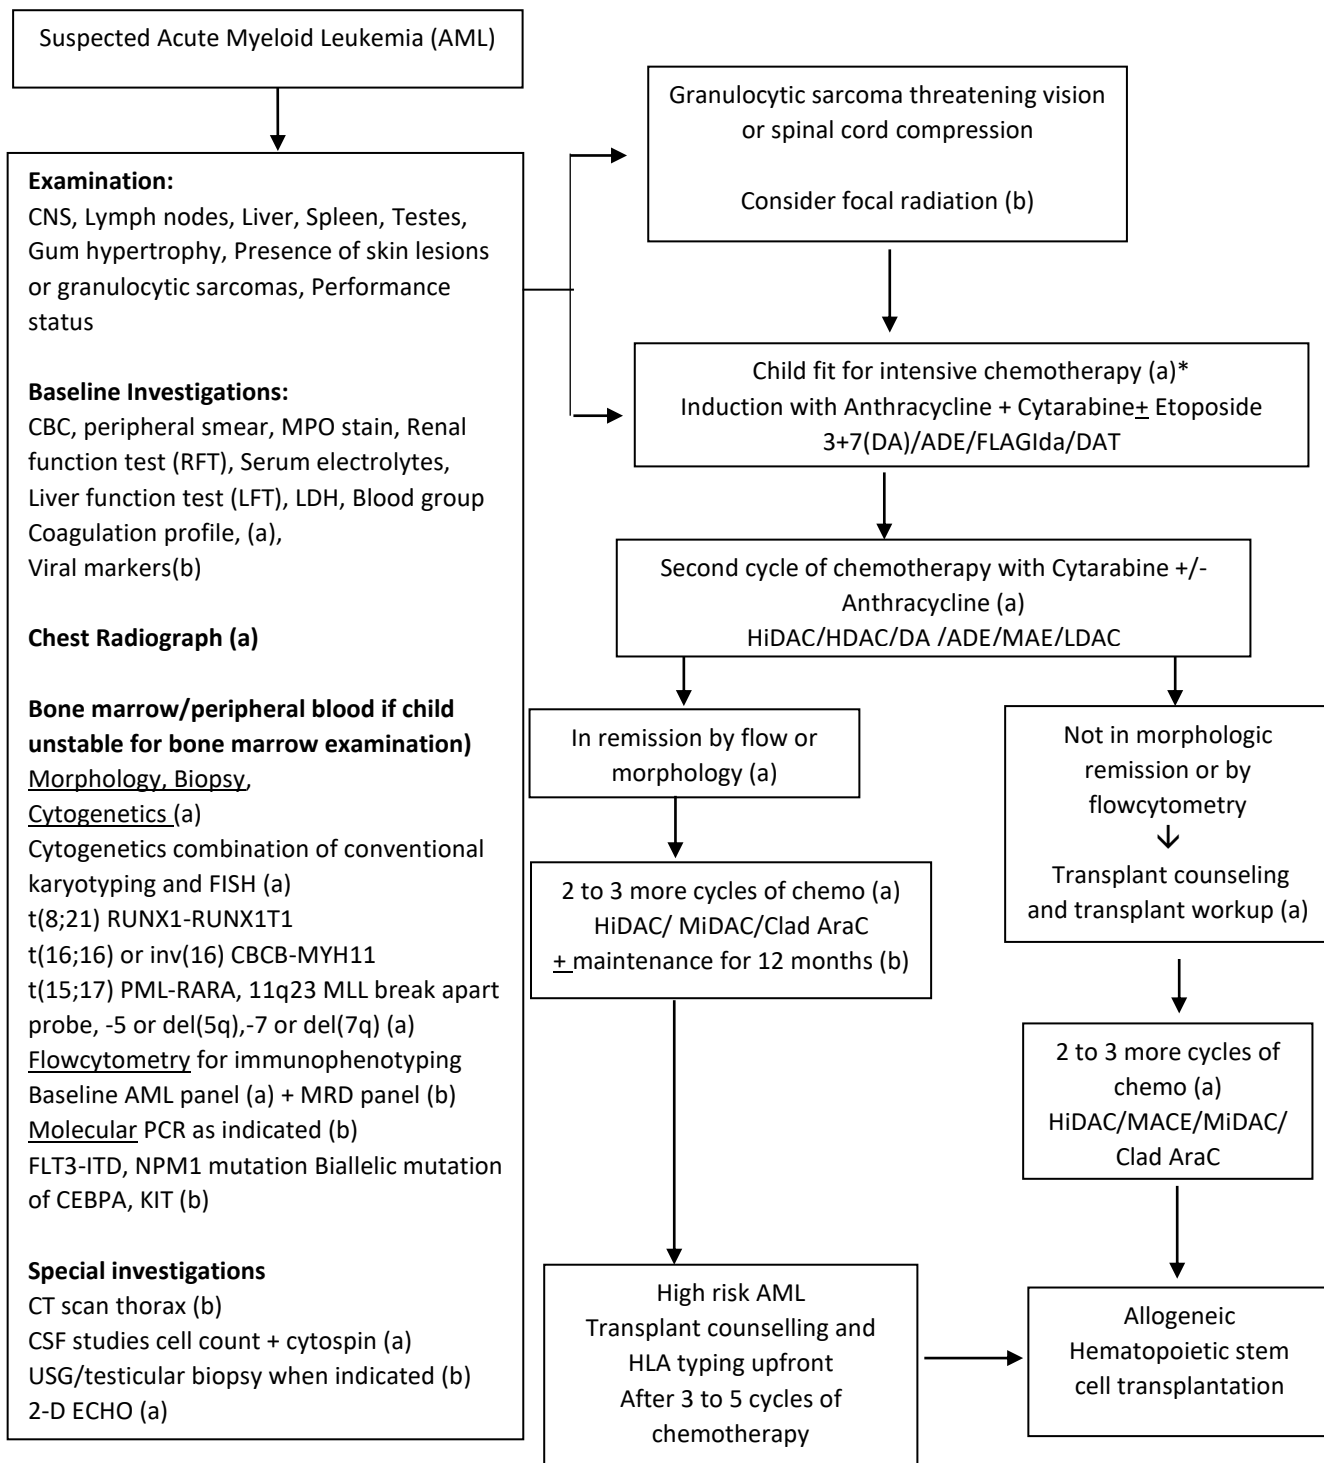 Suspected Acute Myeloid Leukemia (AML)
Examination:
CNS, Lymph nodes, Liver, Spleen, Testes,
Gum hypertrophy, Presence of skin lesions
or granulocytic sarcomas, Performance
status
Baseline Investigations:
CBC, peripheral smear, MPO stain, Renal
function test (RFT), Serum electrolytes,
Liver function test (LFT), LDH, Blood group
Coagulation profile, (a),
Viral markers(b)
Chest Radiograph (a)
Bone marrow/peripheral blood if child
unstable for bone marrow examination)
Morphology, Biopsy,
Cytogenetics (a)
Cytogenetics combination of conventional
karyotyping and FISH (a)
t(8;21) RUNX1-RUNX1T1
t(16;16) or inv(16) CBCB-MYH11
t(15;17) PML-RARA, 11q23 MLL break apart
probe, -5 or del(5q),-7 or del(7q) (a)
Flowcytometry for immunophenotyping
Baseline AML panel (a) + MRD panel (b)
Molecular PCR as indicated (b)
FLT3-ITD, NPM1 mutation Biallelic mutation
of CEBPA, KIT (b)
Special investigations
CT scan thorax (b)
CSF studies cell count + cytospin (a)
USG/testicular biopsy when indicated (b)
2-D ECHO (a)
Granulocytic sarcoma threatening vision
or spinal cord compression
Consider focal radiation (b)
Child fit for intensive chemotherapy (a)*
Induction with Anthracycline + Cytarabine+ Etoposide
3+7(DA)/ADE/FLAGIda/DAT
Second cycle of chemotherapy with Cytarabine +/-
Anthracycline (a)
HiDAC/HDAC/DA /ADE/MAE/LDAC
In remission by flow or
morphology (a)
2 to 3 more cycles of chemo (a)
HiDAC/ MiDAC/Clad AraC
+ maintenance for 12 months (b)
High risk AML
Transplant counselling and
HLA typing upfront
After 3 to 5 cycles of
chemotherapy
Not in morphologic
remission or by
flowcytometry
↓
Transplant counseling
and transplant workup (a)
2 to 3 more cycles of
chemo (a)
HiDAC/MACE/MiDAC/
Clad AraC
Allogeneic
Hematopoietic stem
cell transplantation